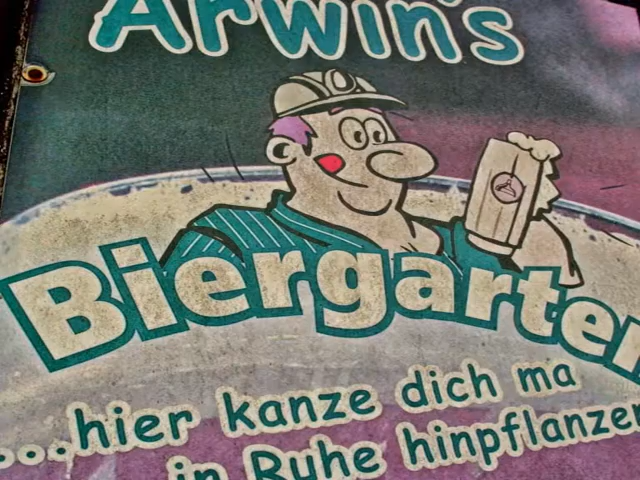 Arwin's
Biergarten
...hier kanze dich ma
in Ruhe hinpflanzen